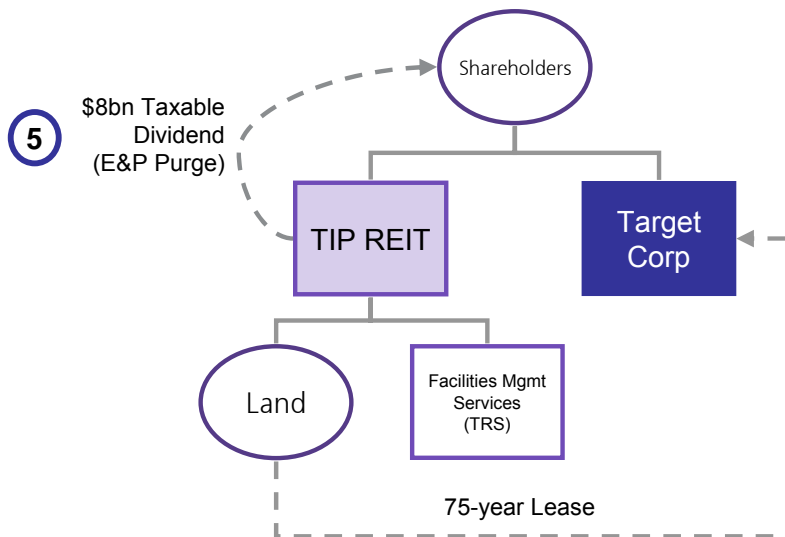 Shareholders
5
$8bn Taxable
Dividend
(E&P Purge)
TIP REIT
Target
Corp
Land
Facilities Mgmt
Services
(TRS)
75-year Lease